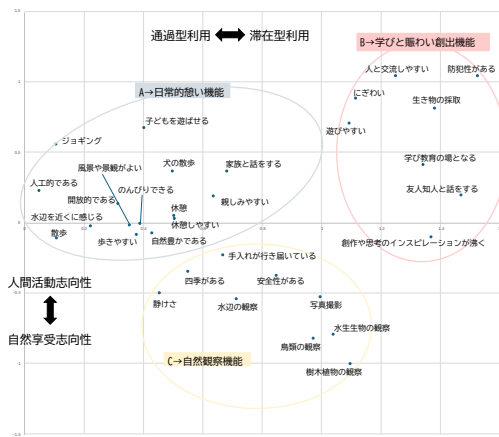 通過型利用 滞在型利用
B→学びと賑わい創出機能
人と交流しやすい
防犯性がある
A→日常的憩い機能
にぎわい
生き物の採取
子どもを遊ばせる
遊びやすい
ジョギング
学び教育の場となる
犬の散歩
家族と話をする
風景や景観がよい
人工的である
のんびりできる
友人知人と話をする
開放的である
親しみやすい
休憩
水辺を近くに感じる
休憩しやすい
散歩
歩きやすい
自然豊かである
創作や思考のインスピレーションが沸く
手入れが行き届いている
人間活動志向性
四季がある
安全性がある
静けさ
水辺の観察
写真撮影
自然享受志向性
水生生物の観察
鳥類の観察
C→自然観察機能
樹木植物の観察